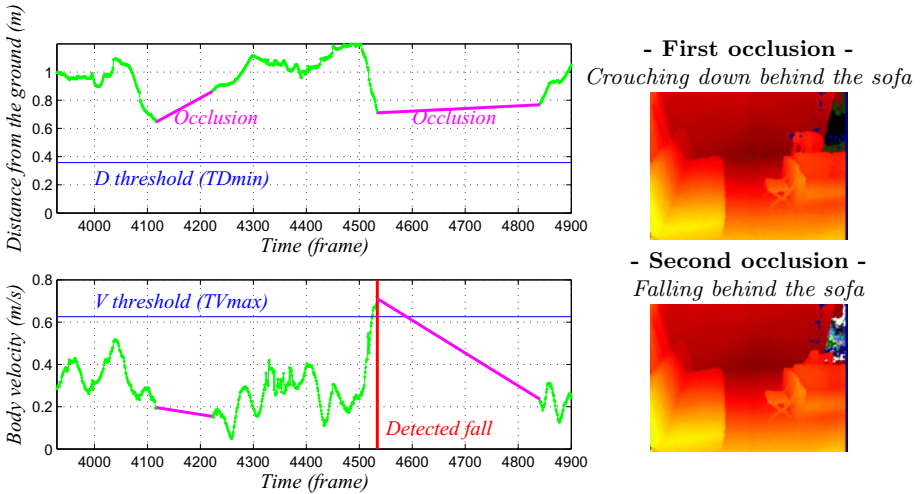 Distance from the ground (m)
1
0.8
0.6
0.4
0.2
0
Occlusion
Occlusion
D threshold (TDmin)
4000 4100 4200 4300 4400 4500 4600 4700 4800 4900
Time (frame)
Body velocity (m/s)
0.8
0.6
0.4
0.2
0
V threshold (TVmax)
Detected fall
4000 4100 4200 4300 4400 4500 4600 4700 4800 4900
Time (frame)
- First occlusion -
Crouching down behind the sofa
- Second occlusion -
Falling behind the sofa